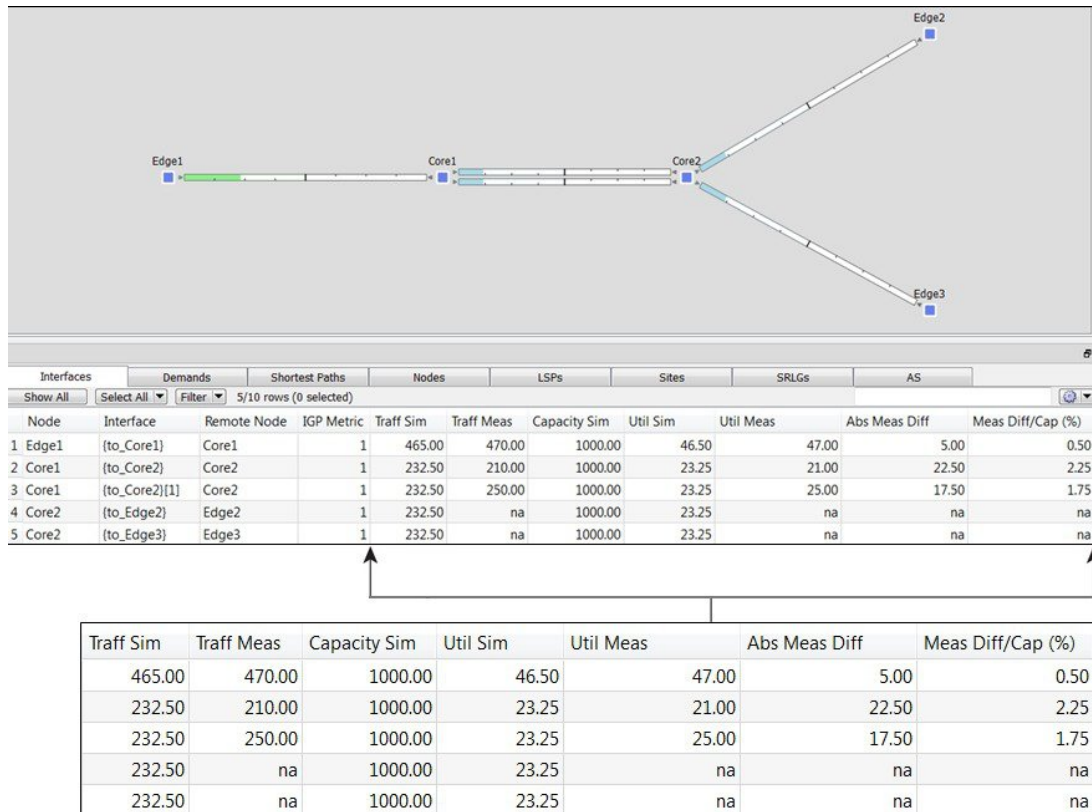 Edge2
Edge1 Core1 Core2
Edge3
Interfaces Demands Shortest Paths Nodes LSPs Sites SRLGs AS
Show All Select All Filter 5/10 rows (0 selected)
Node Interface Remote Node IGP Metric Traff Sim Traff Meas Capacity Sim Util Sim Util Meas Abs Meas Diff Meas Diff/Cap (%)
1 Edge1 {to_Core1} Core1 1 465.00 470.00 1000.00 46.50 47.00 5.00 0.50
2 Core1 {to_Core2} Core2 1 232.50 210.00 1000.00 23.25 21.00 22.50 2.25
3 Core1 {to_Core2}[1] Core2 1 232.50 250.00 1000.00 23.25 25.00 17.50 1.75
4 Core2 {to_Edge2} Edge2 1 232.50 na 1000.00 23.25 na na na
5 Core2 {to_Edge3} Edge3 1 232.50 na 1000.00 23.25 na na na
Traff Sim Traff Meas Capacity Sim Util Sim Util Meas Abs Meas Diff Meas Diff/Cap (%)
465.00 470.00 1000.00 46.50 47.00 5.00 0.50
232.50 210.00 1000.00 23.25 21.00 22.50 2.25
232.50 250.00 1000.00 23.25 25.00 17.50 1.75
232.50 na 1000.00 23.25 na na na
232.50 na 1000.00 23.25 na na na